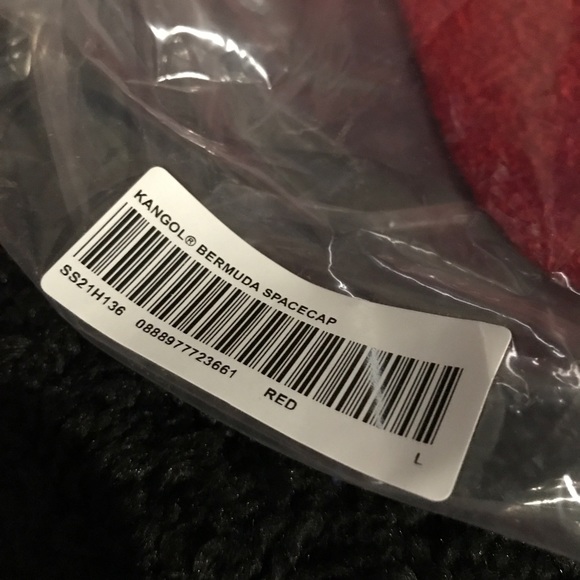 KANGOL® BERMUDA SPACECAP
SS21H136 0888977723661 RED L